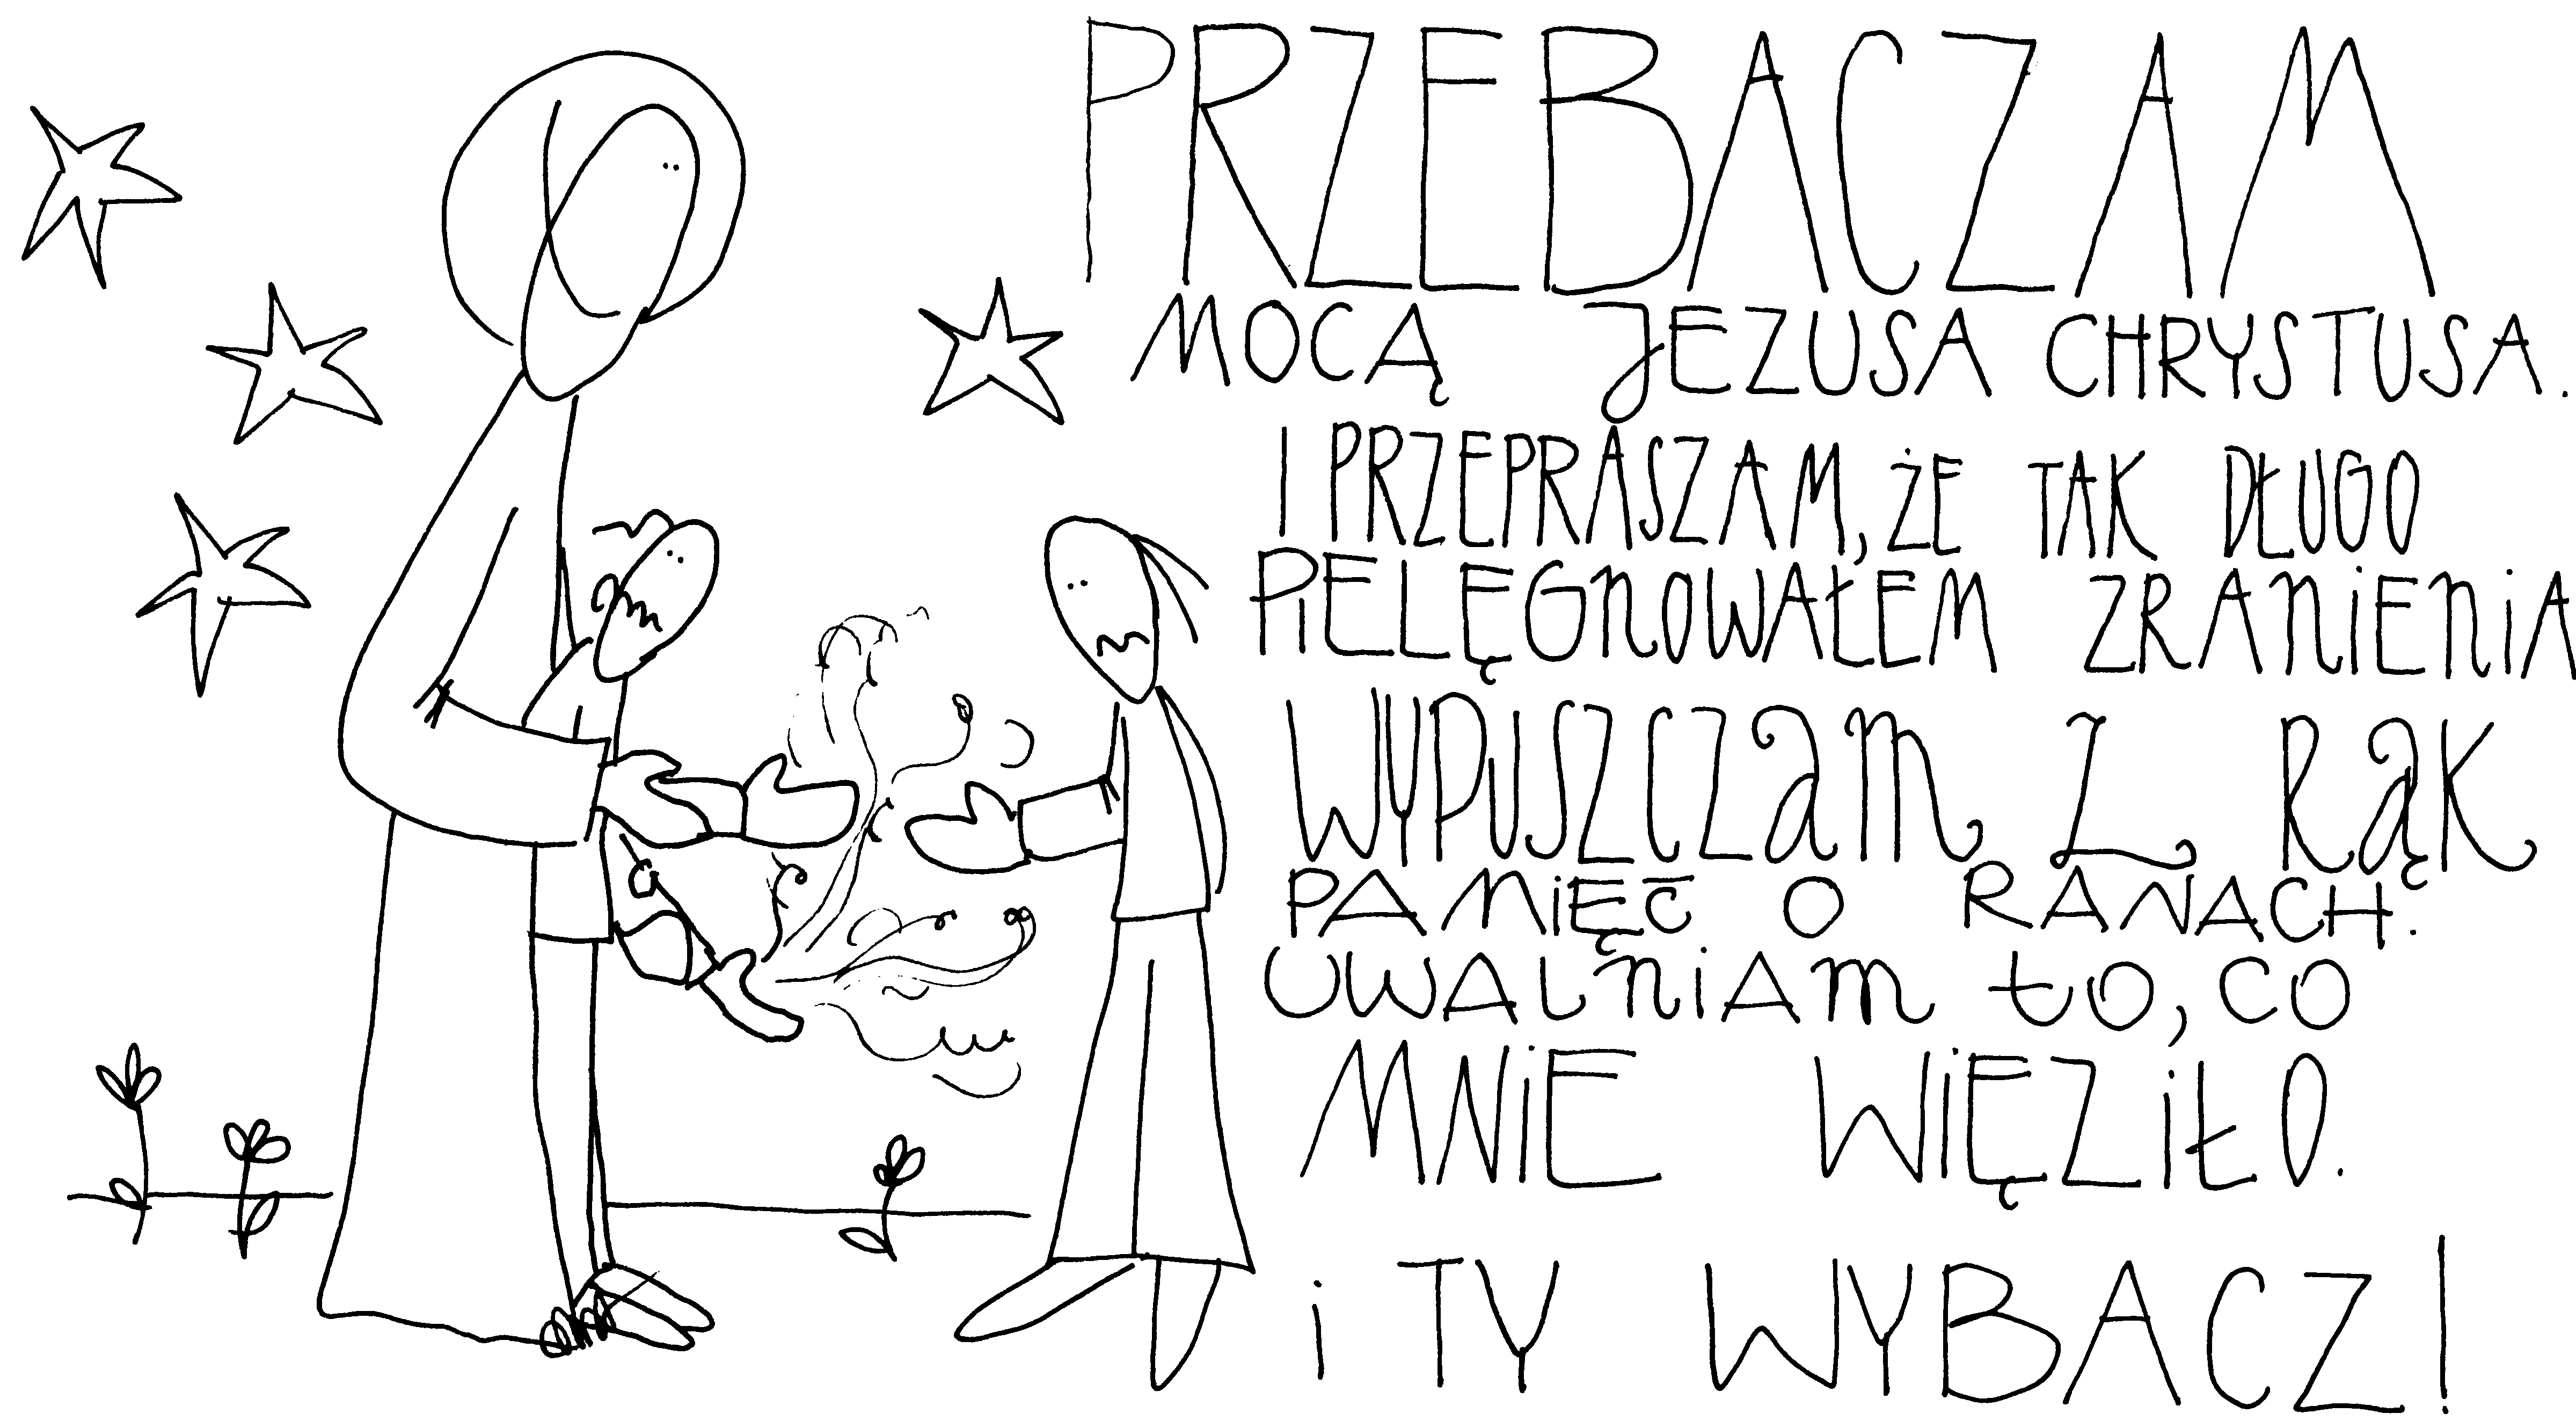 PRZEBACZAM
MOCĄ JEZUSA CHRYSTUSA.
I PRZEPRASZAM, ŻE TAK DŁUGO
PIELĘGNOWAŁEM ZRANIENIA
WYPUSZCZAM Z RĄK
PAMIĘĆ O RANACH.
UWALNIAM TO, CO
MNIE WIĘZIŁO.
i TY WYBACZ!